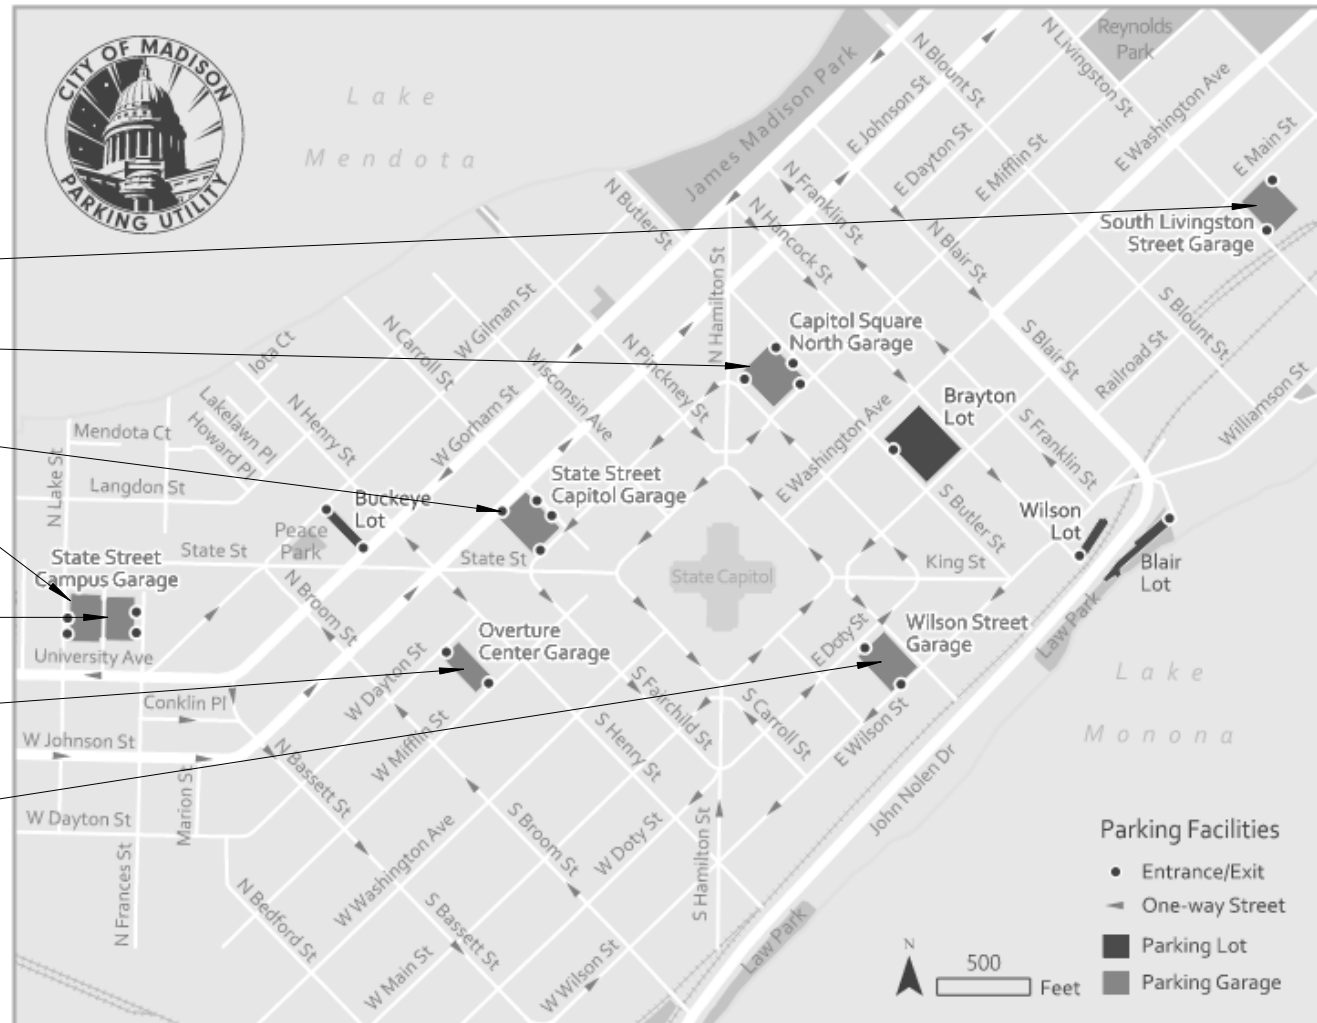 CITY OF MADISON
PARKING UTILITY
Lake
Mendota
James Madison Park
Reynolds
Park
N Livingston St
N Blount St
E Johnson St
E Washington Ave
E Main St
E Dayton St
E Mifflin St
N Franklin St
N Hancock St
N Butler St
N Blair St
South Livingston
Street Garage
S Blount St
N Hamilton St
Capitol Square
North Garage
S Blair St
Railroad St
Williamson St
W Gilman St
N Carroll St
Iota Ct
N Pinckney St
Wisconsin Ave
Lakelawn Pl
Howard Pl
N Henry St
W Gorham St
Mendota Ct
Langdon St
N Lake St
E Washington Ave
Brayton
Lot
S Franklin St
S Butler St
State Street
Capitol Garage
Buckeye
Lot
Peace
Park
State St
State St
State Street
Campus Garage
University Ave
State Capitol
King St
Wilson
Lot
Blair
Lot
Law Park
N Broom St
Overture
Center Garage
E Doty St
Wilson Street
Garage
Conklin Pl
W Johnson St
W Dayton St
W Mifflin St
S Fairchild St
S Henry St
S Carroll St
E Wilson St
John Nolen Dr
Lake
Monona
N Bassett St
Marion St
W Dayton St
N Frances St
W Washington Ave
S Broom St
W Doty St
S Hamilton St
N Bedford St
S Bassett St
W Main St
W Wilson St
Law Park
Parking Facilities
Entrance/Exit
One-way Street
Parking Lot
Parking Garage
N
500
Feet